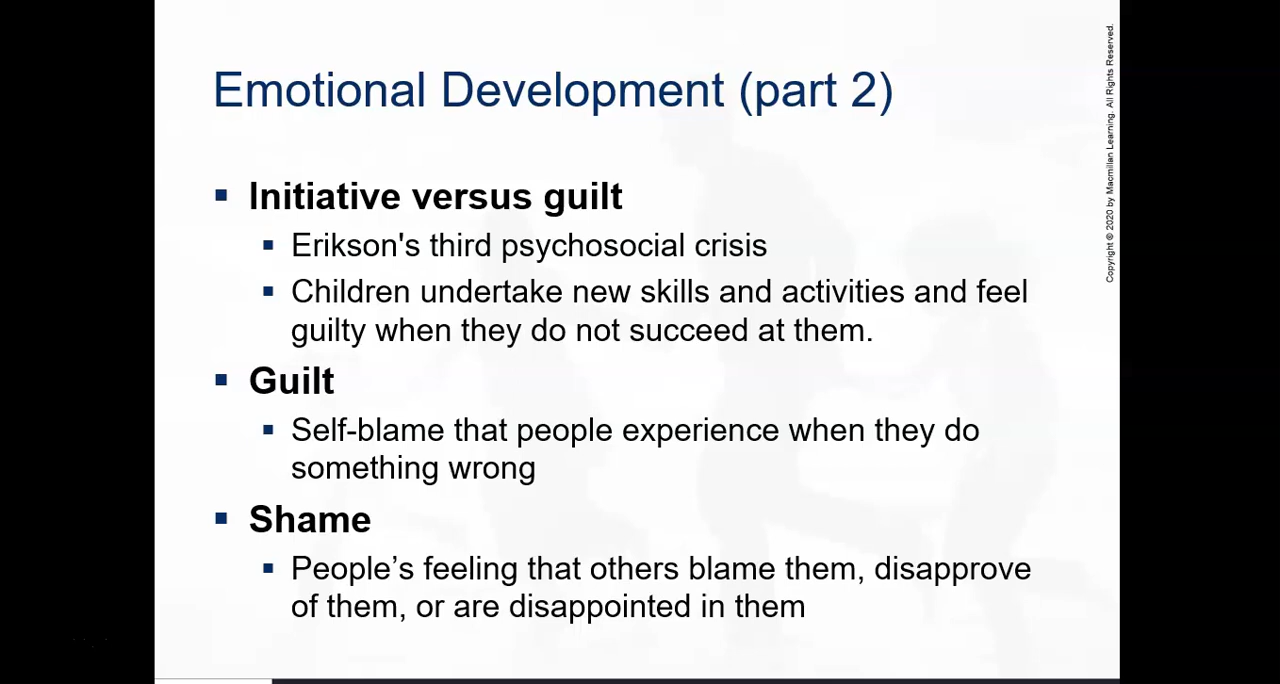 Emotional Development (part 2)
▪ Initiative versus guilt
▪ Erikson's third psychosocial crisis
▪ Children undertake new skills and activities and feel
guilty when they do not succeed at them.
▪ Guilt
▪ Self-blame that people experience when they do
something wrong
▪ Shame
▪ People’s feeling that others blame them, disapprove
of them, or are disappointed in them
Copyright © 2020 by Macmillan Learning. All Rights Reserved.